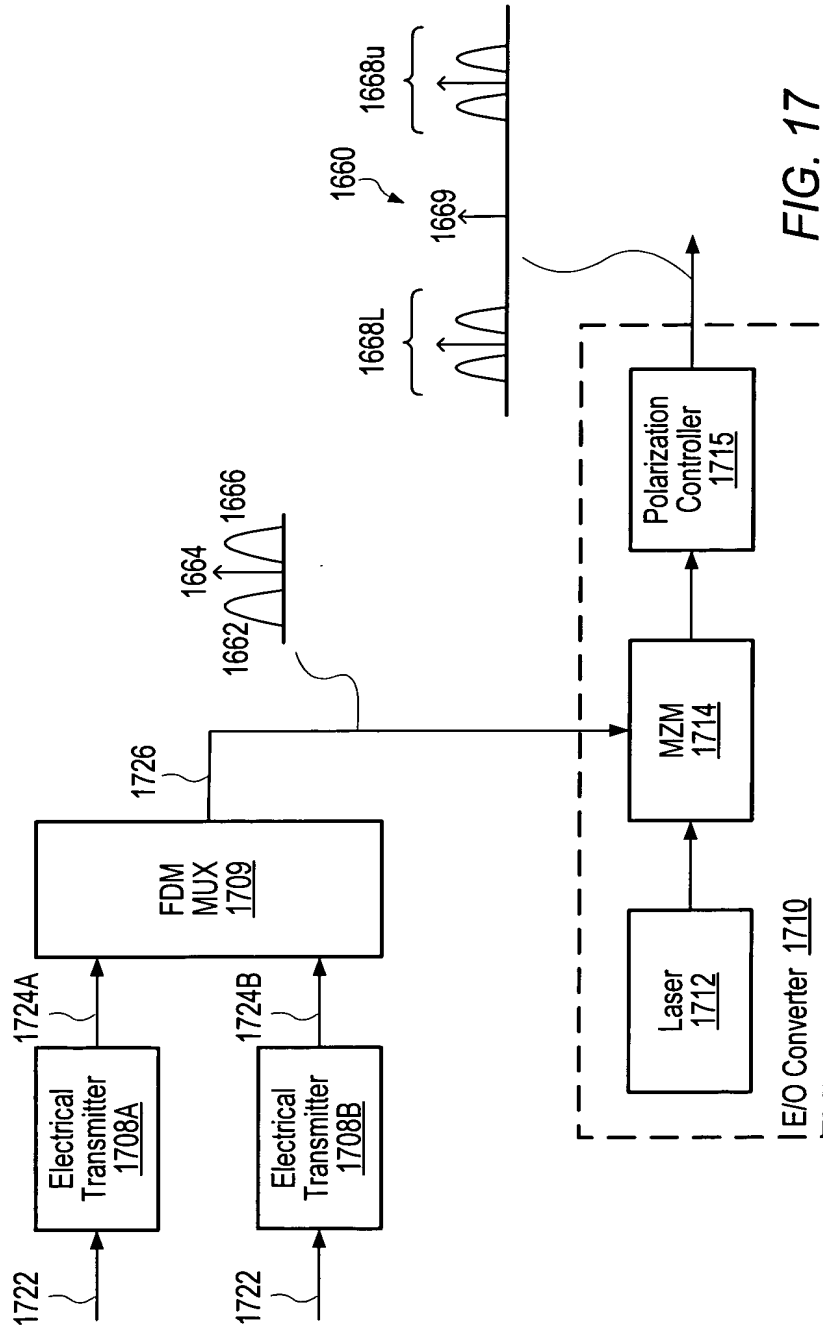 1722
Electrical
Transmitter
1708A
1724A
1722
Electrical
Transmitter
1708B
1724B
FDM
MUX
1709
1726
1662
1664
1666
1668L
1660
1669
1668u
Laser
1712
MZM
1714
Polarization
Controller
1715
E/O Converter 1710
FIG. 17